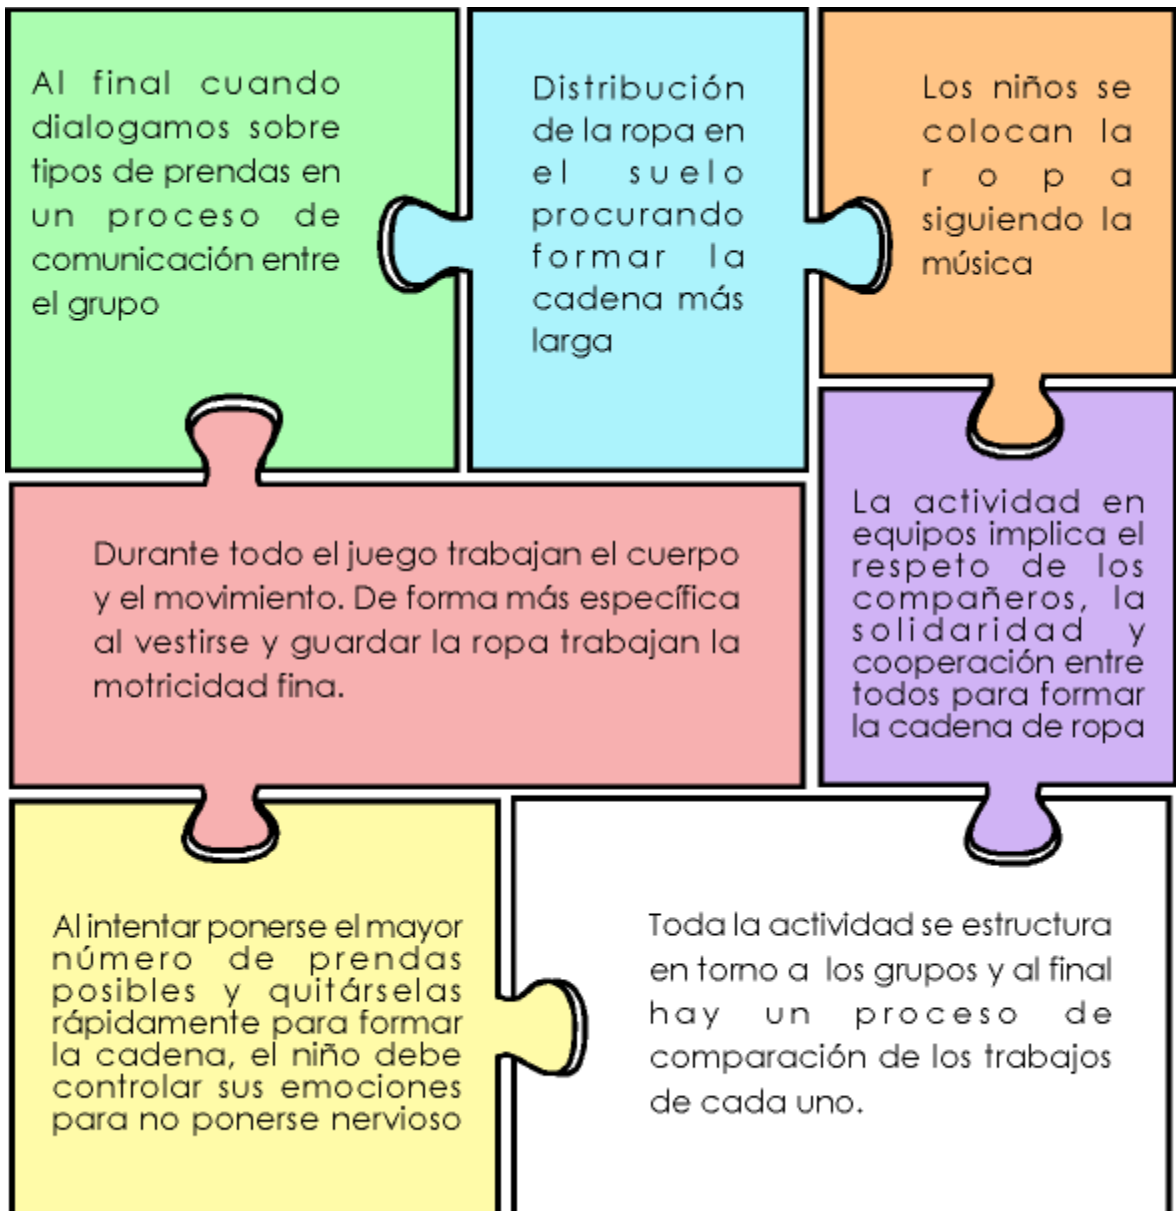 Al final cuando
dialogamos sobre
tipos de prendas en
un proceso de
comunicación entre
el grupo
Distribución
de la ropa en
el suelo
procurando
formar la
cadena más
larga
Los niños se
colocan la
ropa
siguiendo la
música
Durante todo el juego trabajan el cuerpo
y el movimiento. De forma más específica
al vestirse y guardar la ropa trabajan la
motricidad fina.
La actividad en
equipos implica el
respeto de los
compañeros, la
solidaridad y
cooperación entre
todos para formar
la cadena de ropa
Al intentar ponerse el mayor
número de prendas
posibles y quitárselas
rápidamente para formar
la cadena, el niño debe
controlar sus emociones
para no ponerse nervioso
Toda la actividad se estructura
en torno a los grupos y al final
hay un proceso de
comparación de los trabajos
de cada uno.